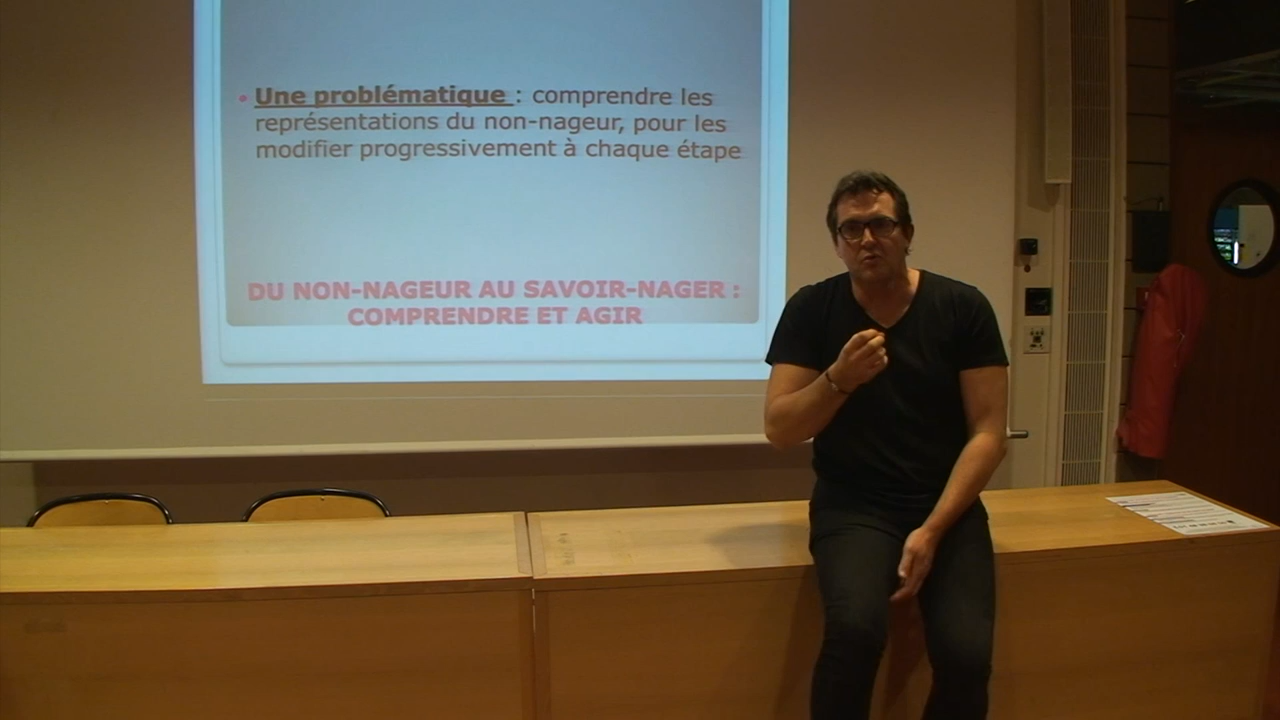 • Une problématique : comprendre les
représentations du non-nageur, pour les
modifier progressivement à chaque étape
DU NON-NAGEUR AU SAVOIR-NAGER :
COMPRENDRE ET AGIR